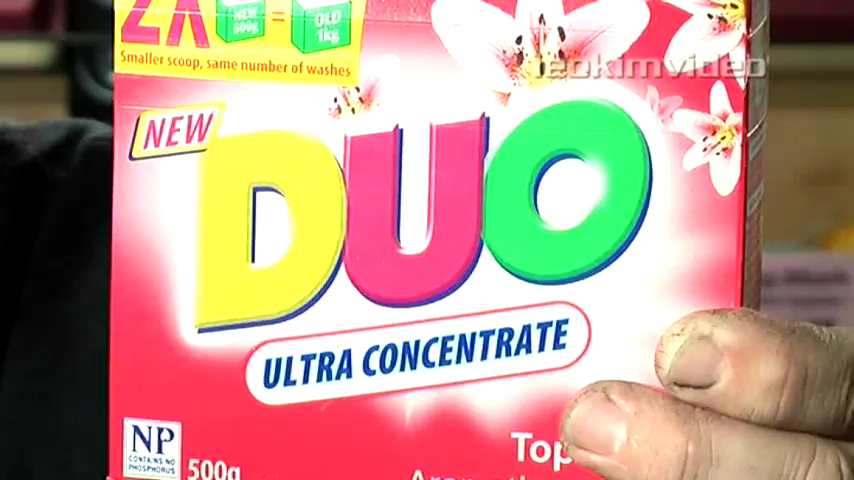 2X NEW 500g = OLD 1kg
Smaller scoop, same number of washes
leokimvideo
NEW
DUO
ULTRA CONCENTRATE
NP
CONTAINS NO
PHOSPHORUS
500g
Top